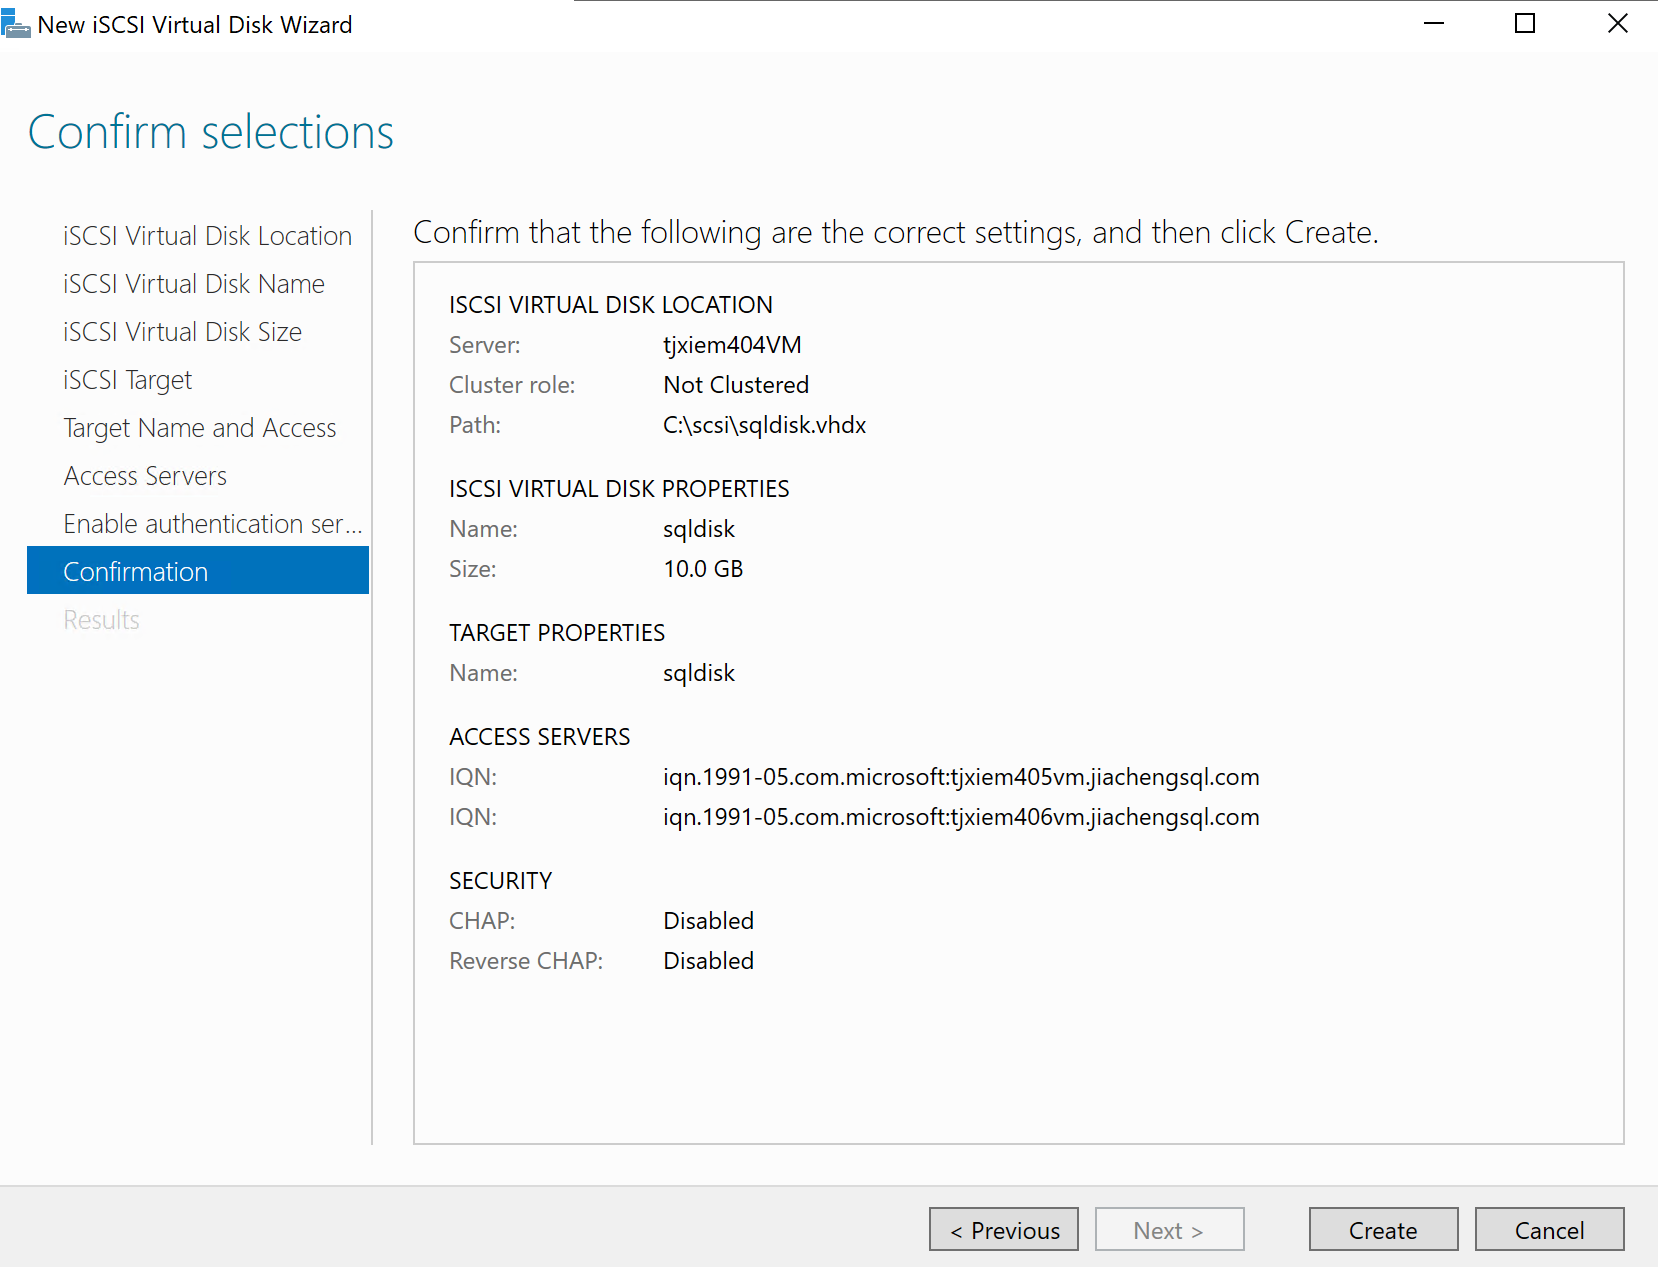 New iSCSI Virtual Disk Wizard
Confirm selections
iSCSI Virtual Disk Location
iSCSI Virtual Disk Name
iSCSI Virtual Disk Size
iSCSI Target
Target Name and Access
Access Servers
Enable authentication ser...
Confirmation
Results
Confirm that the following are the correct settings, and then click Create.
ISCSI VIRTUAL DISK LOCATION
Server: tjxiem404VM
Cluster role: Not Clustered
Path: C:\scsi\sqldisk.vhdx
ISCSI VIRTUAL DISK PROPERTIES
Name: sqldisk
Size: 10.0 GB
TARGET PROPERTIES
Name: sqldisk
ACCESS SERVERS
IQN: iqn.1991-05.com.microsoft:tjxiem405vm.jiachengsql.com
IQN: iqn.1991-05.com.microsoft:tjxiem406vm.jiachengsql.com
SECURITY
CHAP: Disabled
Reverse CHAP: Disabled
< Previous Next > Create Cancel